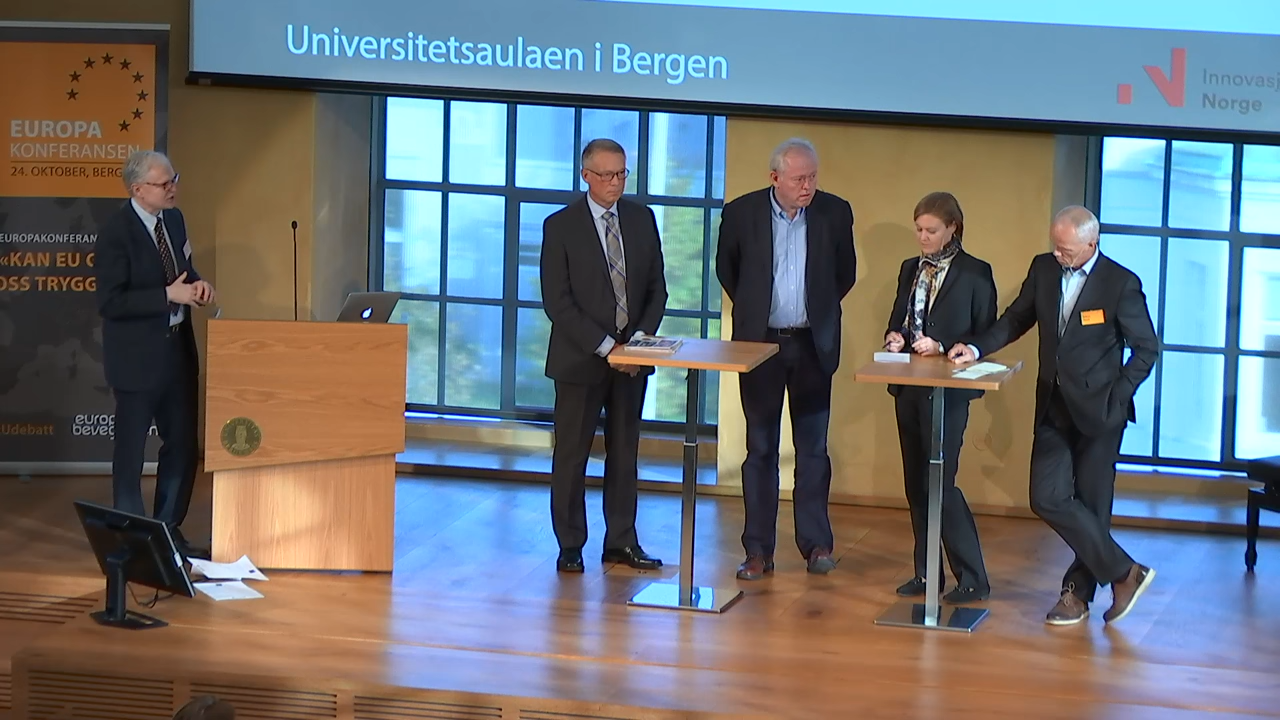 Universitetsaulaen i Bergen
Innovasj
Norge
EUROPA
KONFERANSEN
24. OKTOBER, BERG
EUROPAKONFERAN
«KAN EU G
OSS TRYGG
Udebatt
europ
beveg